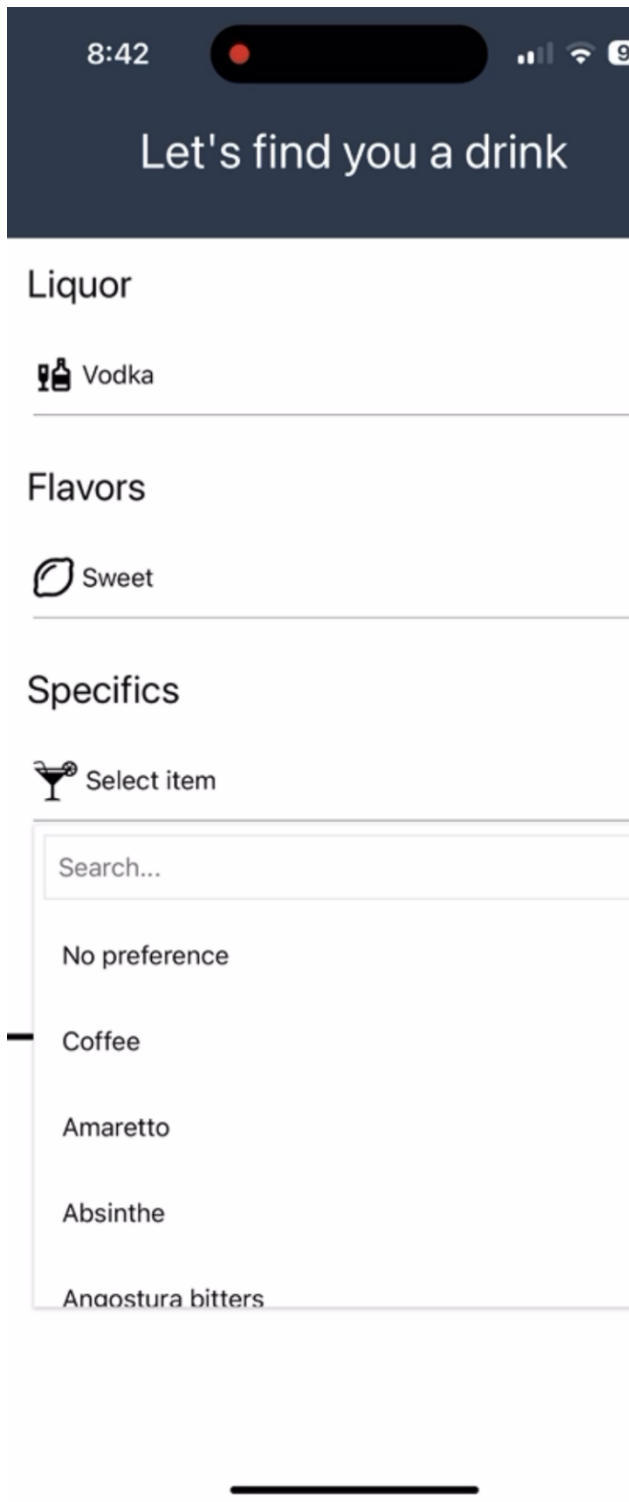 8:42
Let's find you a drink
Liquor
Vodka
Flavors
Sweet
Specifics
Select item
Search...
No preference
Coffee
Amaretto
Absinthe
Angostura bitters